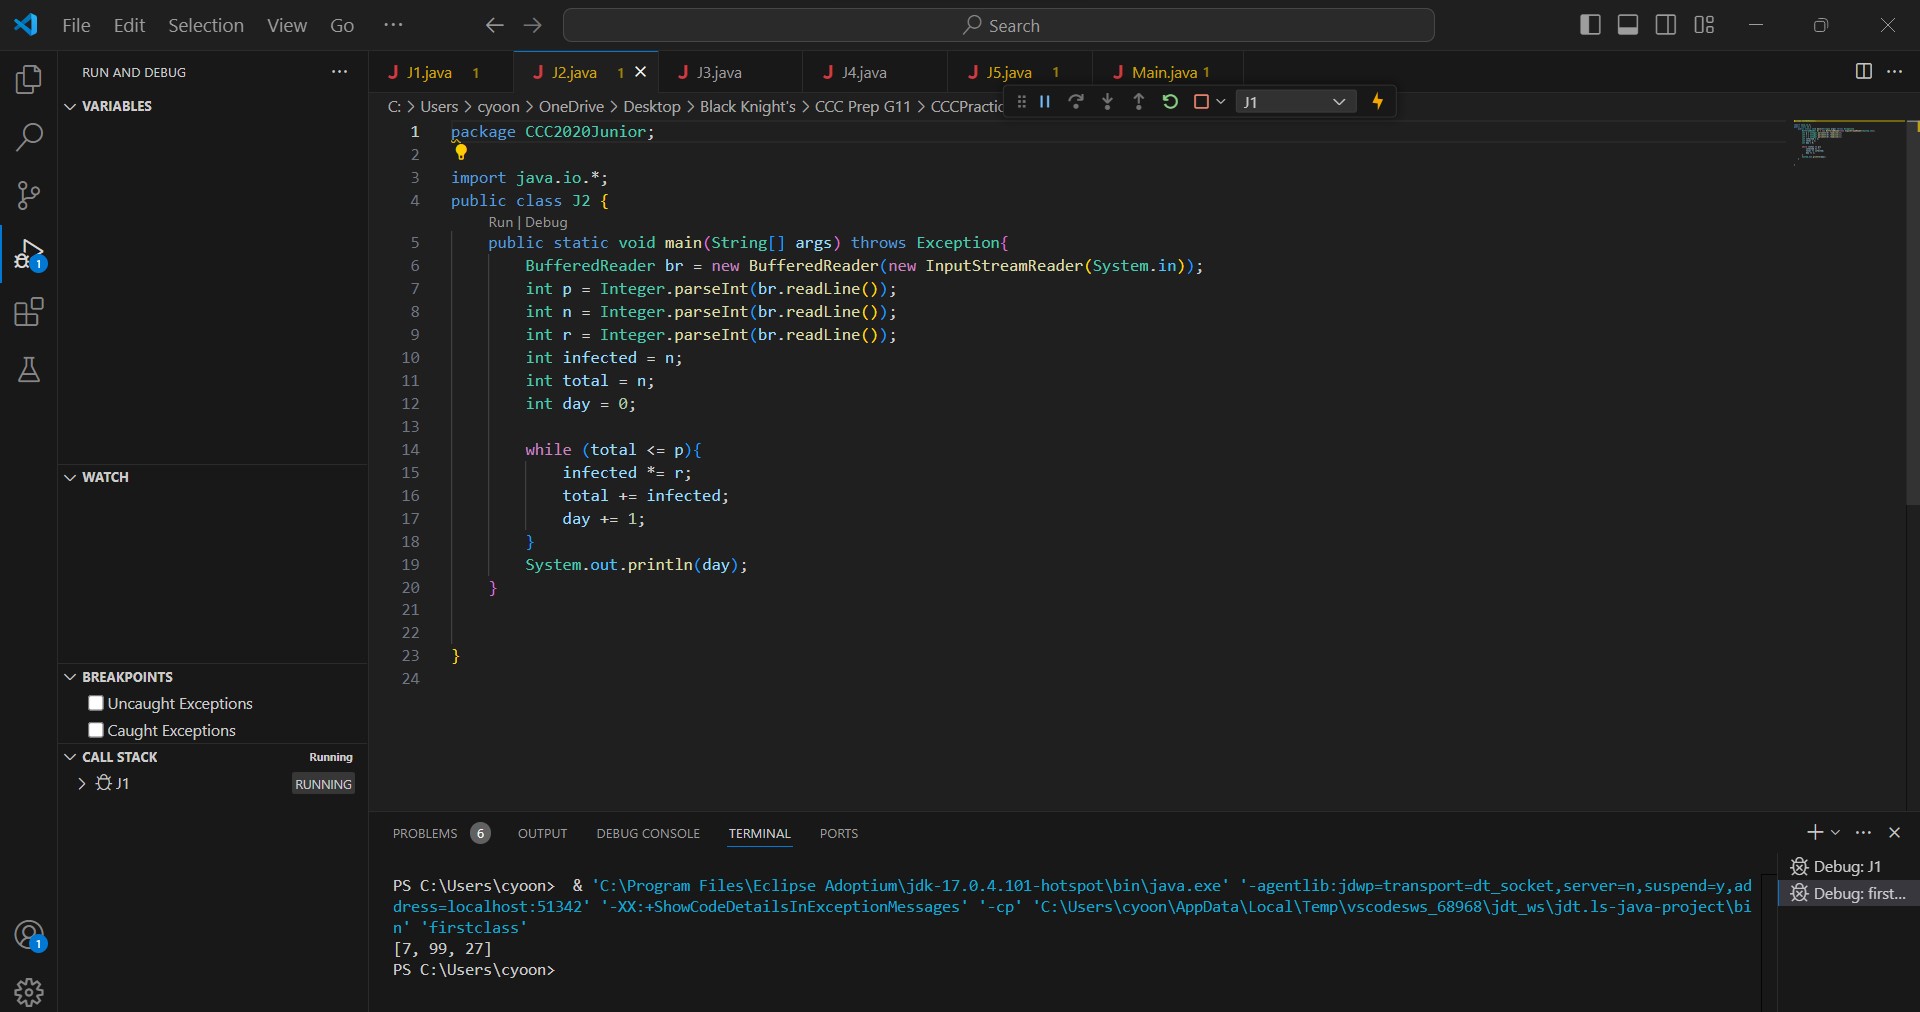 File Edit Selection View Go ··· Search
RUN AND DEBUG ···
VARIABLES
WATCH
BREAKPOINTS
Uncaught Exceptions
Caught Exceptions
CALL STACK Running
J1 RUNNING
J J1.java 1 J J2.java 1 J J3.java J J4.java J J5.java 1 J Main.java 1
C: > Users > cyoon > OneDrive > Desktop > Black Knight's > CCC Prep G11 > CCCPractic
J1
1 package CCC2020Junior;
2
3 import java.io.*;
4 public class J2 {
Run | Debug
5 public static void main(String[] args) throws Exception{
6 BufferedReader br = new BufferedReader(new InputStreamReader(System.in));
7 int p = Integer.parseInt(br.readLine());
8 int n = Integer.parseInt(br.readLine());
9 int r = Integer.parseInt(br.readLine());
10 int infected = n;
11 int total = n;
12 int day = 0;
13
14 while (total <= p){
15 infected *= r;
16 total += infected;
17 day += 1;
18 }
19 System.out.println(day);
20 }
21
22
23 }
24
PROBLEMS 6 OUTPUT DEBUG CONSOLE TERMINAL PORTS
PS C:\Users\cyoon> & 'C:\Program Files\Eclipse Adoptium\jdk-17.0.4.101-hotspot\bin\java.exe' '-agentlib:jdwp=transport=dt_socket,server=n,suspend=y,ad
dress=localhost:51342' '-XX:+ShowCodeDetailsInExceptionMessages' '-cp' 'C:\Users\cyoon\AppData\Local\Temp\vscodesws_68968\jdt_ws\jdt.ls-java-project\bi
n' 'firstclass'
[7, 99, 27]
PS C:\Users\cyoon>
Debug: J1
Debug: first...
1
1